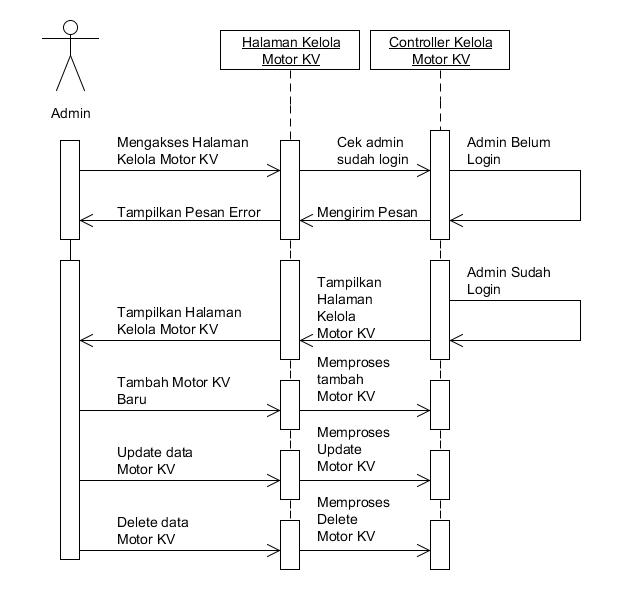 Halaman Kelola
Motor KV
Controller Kelola
Motor KV
Admin
Mengakses Halaman
Kelola Motor KV
Cek admin
sudah login
Admin Belum
Login
Tampilkan Pesan Error
Mengirim Pesan
Admin Sudah
Login
Tampilkan
Halaman
Kelola
Motor KV
Tampilkan Halaman
Kelola Motor KV
Tambah Motor KV
Baru
Memproses
tambah
Motor KV
Update data
Motor KV
Memproses
Update
Motor KV
Delete data
Motor KV
Memproses
Delete
Motor KV